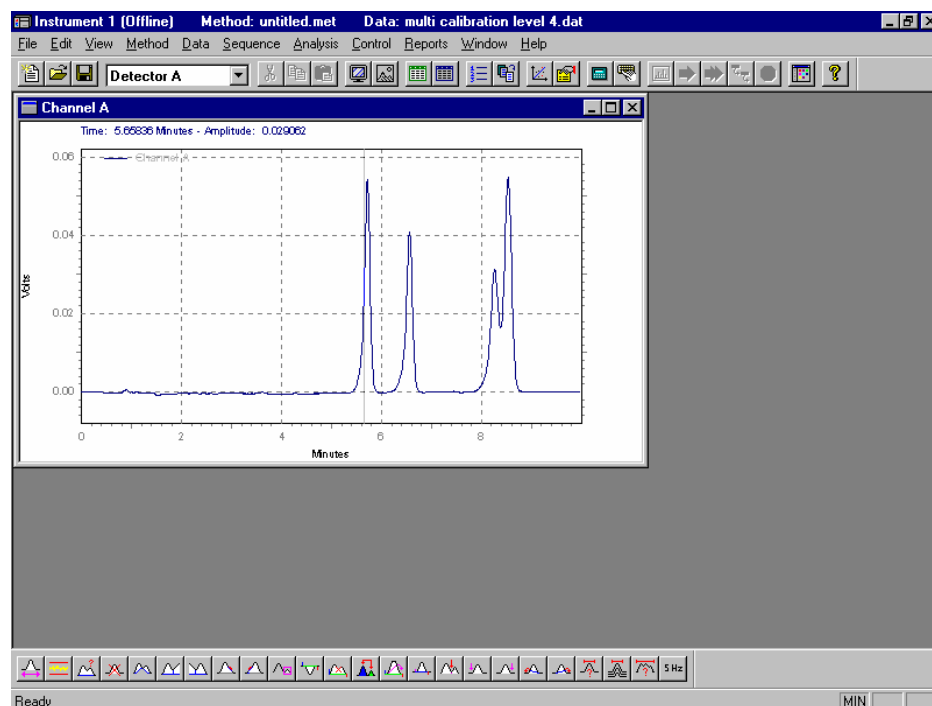 Instrument 1 (Offline) Method: untitled.met Data: multi calibration level 4.dat
File Edit View Method Data Sequence Analysis Control Reports Window Help
Detector A
Channel A
Time: 5.65836 Minutes - Amplitude: 0.029062
0.06
Channel A
0.04
Volts
0.02
0.00
0 2 4 6 8
Minutes
5 Hz
Ready MIN